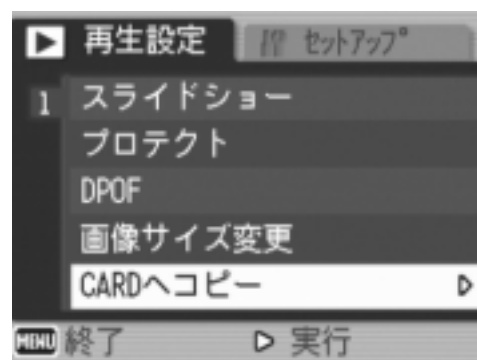 再生設定 セットアップ
1 スライドショー
プロテクト
DPOF
画像サイズ変更
CARDへコピー
MENU 終了 実行